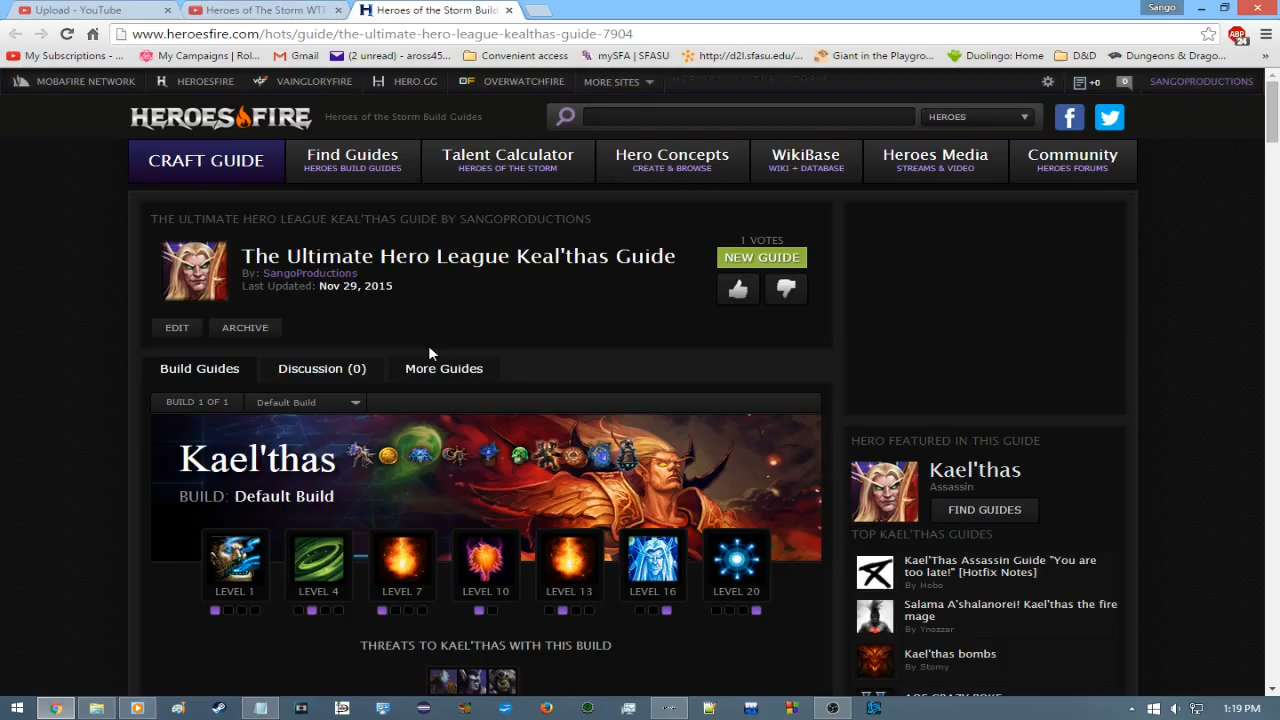 Upload - YouTube
Heroes of The Storm WTF
Heroes of the Storm Build
Sango
www.heroesfire.com/hots/guide/the-ultimate-hero-league-kealthas-guide-7904
ABP
24
My Subscriptions - ...
My Campaigns | Rol...
Gmail
(2 unread) - aross45...
Convenient access
mySFA | SFASU
http://d2l.sfasu.edu/...
Giant in the Playgro...
Duolingo: Home
D&D
Dungeons & Drago...
MOBAFIRE NETWORK
HEROESFIRE
VAINGLORYFIRE
HERO.GG
OVERWATCHFIRE
MORE SITES
+0
0
SANGOPRODUCTIONS
HEROES FIRE
Heroes of the Storm Build Guides
HEROES
CRAFT GUIDE
Find Guides
HEROES BUILD GUIDES
Talent Calculator
HEROES OF THE STORM
Hero Concepts
CREATE & BROWSE
WikiBase
WIKI + DATABASE
Heroes Media
STREAMS & VIDEO
Community
HEROES FORUMS
THE ULTIMATE HERO LEAGUE KEAL'THAS GUIDE BY SANGOPRODUCTIONS
The Ultimate Hero League Keal'thas Guide
By: SangoProductions
Last Updated: Nov 29, 2015
1 VOTES
NEW GUIDE
EDIT
ARCHIVE
Build Guides
Discussion (0)
More Guides
BUILD 1 OF 1
Default Build
Kael'thas
BUILD: Default Build
LEVEL 1
LEVEL 4
LEVEL 7
LEVEL 10
LEVEL 13
LEVEL 16
LEVEL 20
THREATS TO KAEL'THAS WITH THIS BUILD
HERO FEATURED IN THIS GUIDE
Kael'thas
Assassin
FIND GUIDES
TOP KAEL'THAS GUIDES
Kael'Thas Assassin Guide "You are
too late!" [Hotfix Notes]
By Hobo
Salama A'shalanorei! Kael'thas the fire
mage
By Ynozzar
Kael'thas bombs
By Stomy
1:19 PM